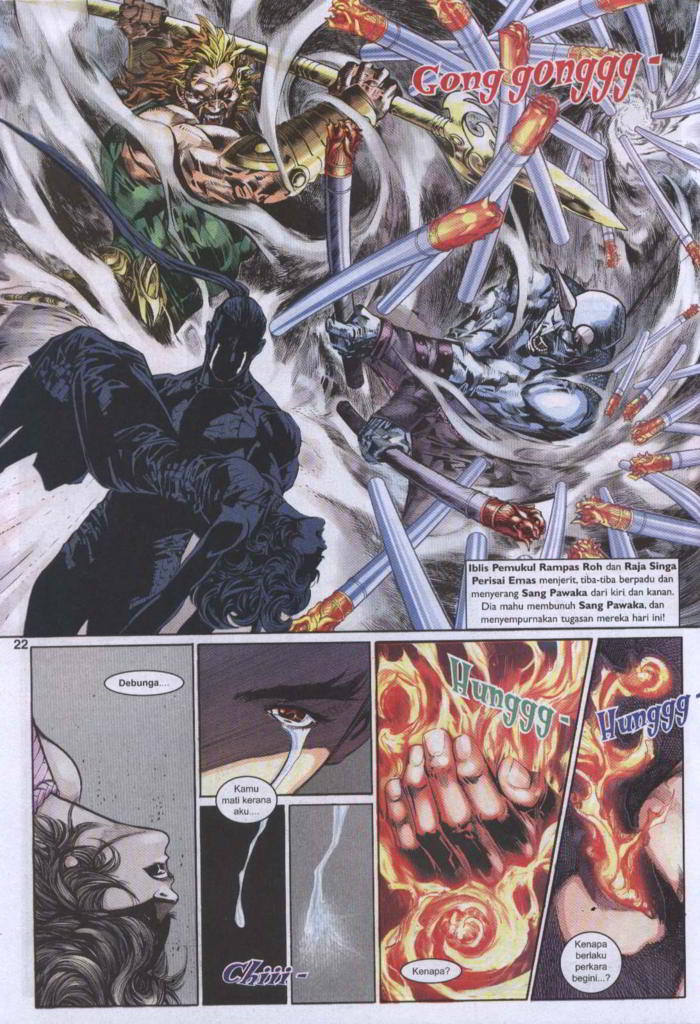 Gong gonggg -
Iblis Pemukul Rampas Roh dan Raja Singa
Perisai Emas menjerit, tiba-tiba berpadu dan
menyerang Sang Pawaka dari kiri dan kanan.
Dia mahu membunuh Sang Pawaka, dan
menyempurnakan tugasan mereka hari ini!
22
Debunga....
Kamu
mati kerana
aku....
Chiii -
Hunggg -
Kenapa?
Hunggg -
Kenapa
berlaku
perkara
begini...?